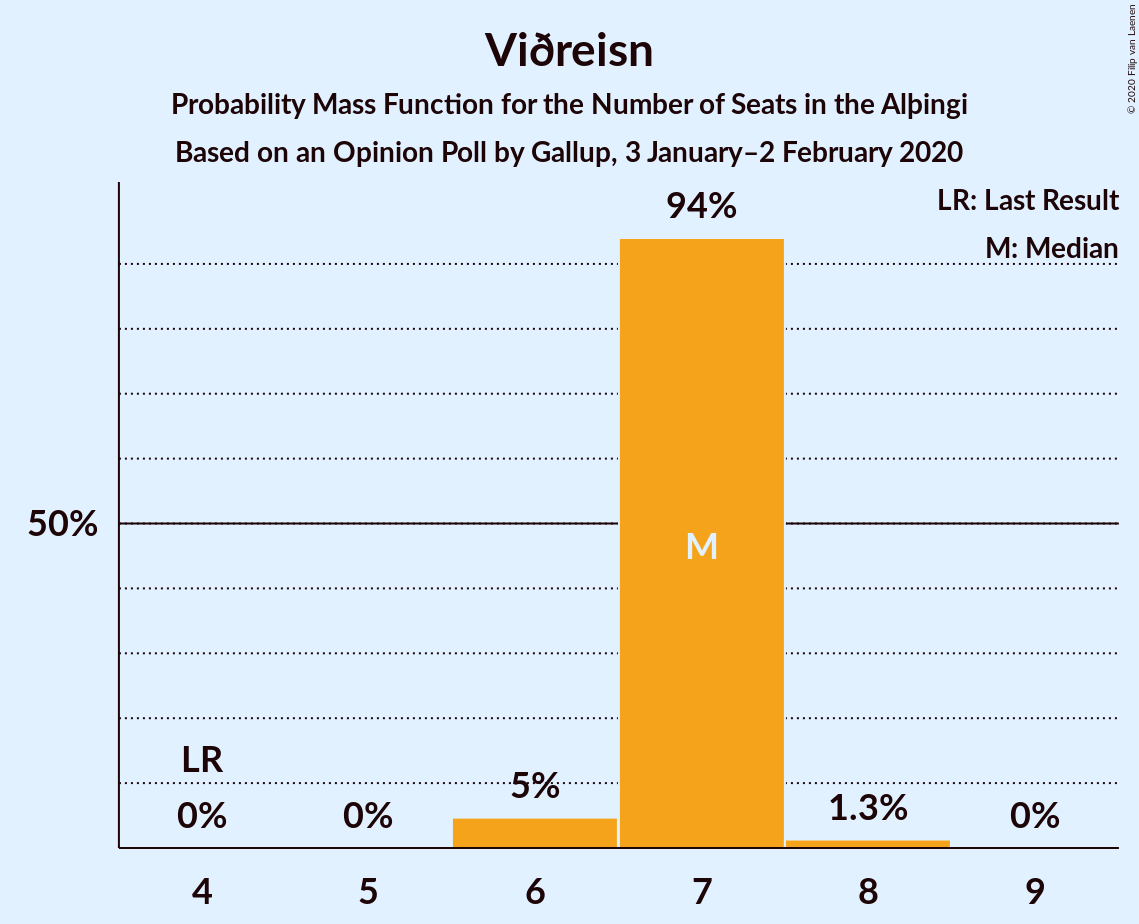 Viðreisn
Probability Mass Function for the Number of Seats in the Alþingi
Based on an Opinion Poll by Gallup, 3 January–2 February 2020
© 2020 Filip van Laenen
LR: Last Result
M: Median
94%
50%
M
LR
0%
0%
5%
1.3%
0%
4
5
6
7
8
9